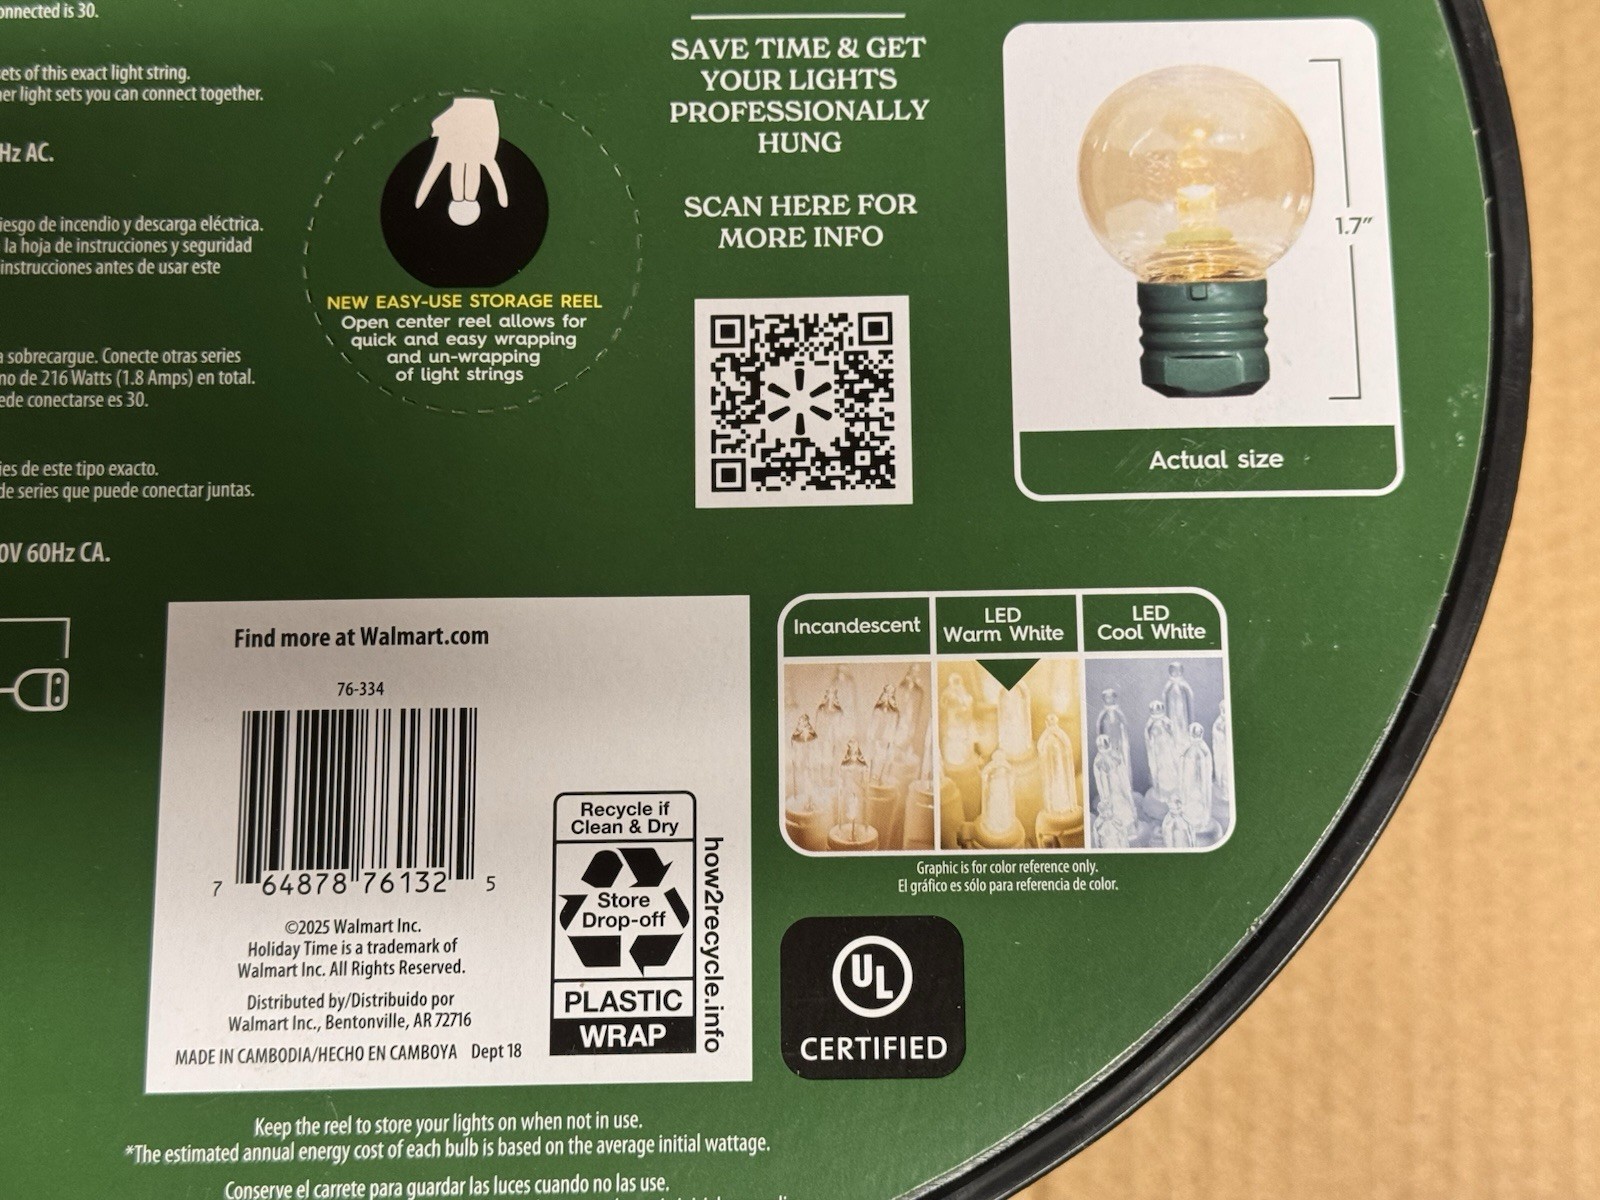 onnected is 30.
ets of this exact light string.
er light sets you can connect together.
Hz AC.
iesgo de incendio y descarga eléctrica.
la hoja de instrucciones y seguridad
instrucciones antes de usar este
sobrecargue. Conecte otras series
no de 216 Watts (1.8 Amps) en total.
ede conectarse es 30.
ies de este tipo exacto.
de series que puede conectar juntas.
0V 60Hz CA.
NEW EASY-USE STORAGE REEL
Open center reel allows for
quick and easy wrapping
and un-wrapping
of light strings
SAVE TIME & GET
YOUR LIGHTS
PROFESSIONALLY
HUNG
SCAN HERE FOR
MORE INFO
1.7"
Actual size
Find more at Walmart.com
76-334
7 64878 76132 5
©2025 Walmart Inc.
Holiday Time is a trademark of
Walmart Inc. All Rights Reserved.
Distributed by/Distribuido por
Walmart Inc., Bentonville, AR 72716
MADE IN CAMBODIA/HECHO EN CAMBOYA Dept 18
Recycle if
Clean & Dry
Store
Drop-off
PLASTIC
WRAP
how2recycle.info
Incandescent
LED
Warm White
LED
Cool White
Graphic is for color reference only.
El gráfico es sólo para referencia de color.
UL
CERTIFIED
Keep the reel to store your lights on when not in use.
*The estimated annual energy cost of each bulb is based on the average initial wattage.
Conserve el carrete para guardar las luces cuando no las use.